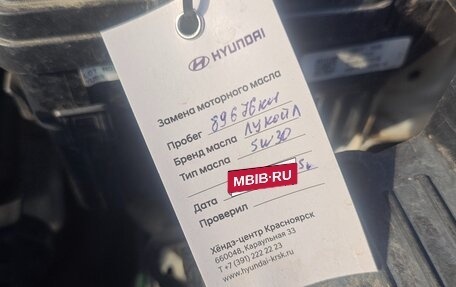 HYUNDAI
Замена моторного масла
Пробег 89676км
Бренд масла ЛУКОЙЛ
Тип масла 5W30
Дата
MBIB.RU
Проверил
Хёндэ-центр Красноярск
660048, Караульная 33
Т +7 (391) 222 22 23
www.hyundai-krsk.ru